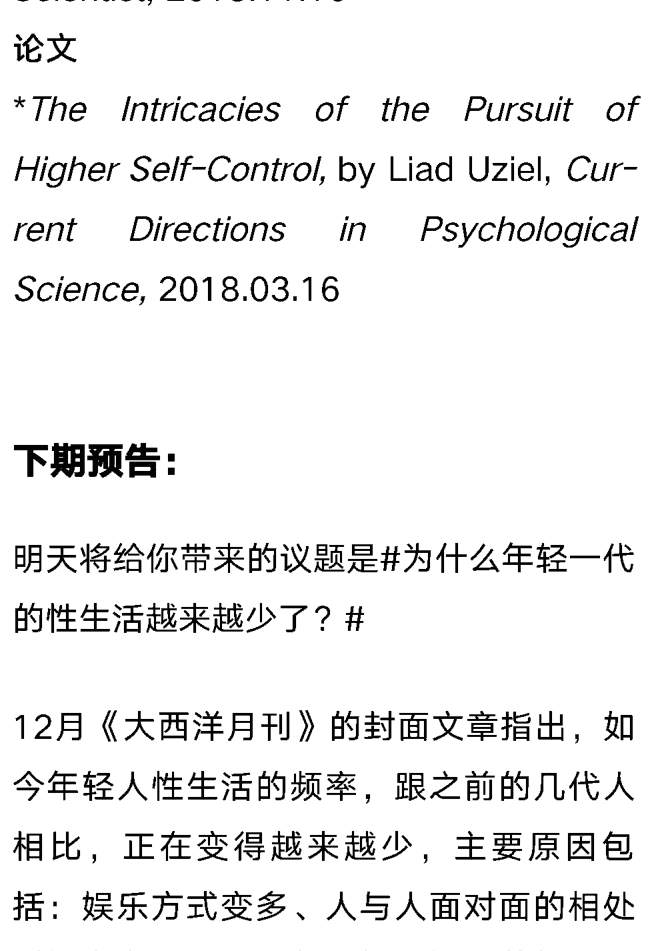 论文
*The Intricacies of the Pursuit of
Higher Self-Control, by Liad Uziel, Cur-
rent Directions in Psychological
Science, 2018.03.16
下期预告：
明天将给你带来的议题是#为什么年轻一代
的性生活越来越少了？#
12月《大西洋月刊》的封面文章指出，如
今年轻人性生活的频率，跟之前的几代人
相比，正在变得越来越少，主要原因包
括：娱乐方式变多、人与人面对面的相处